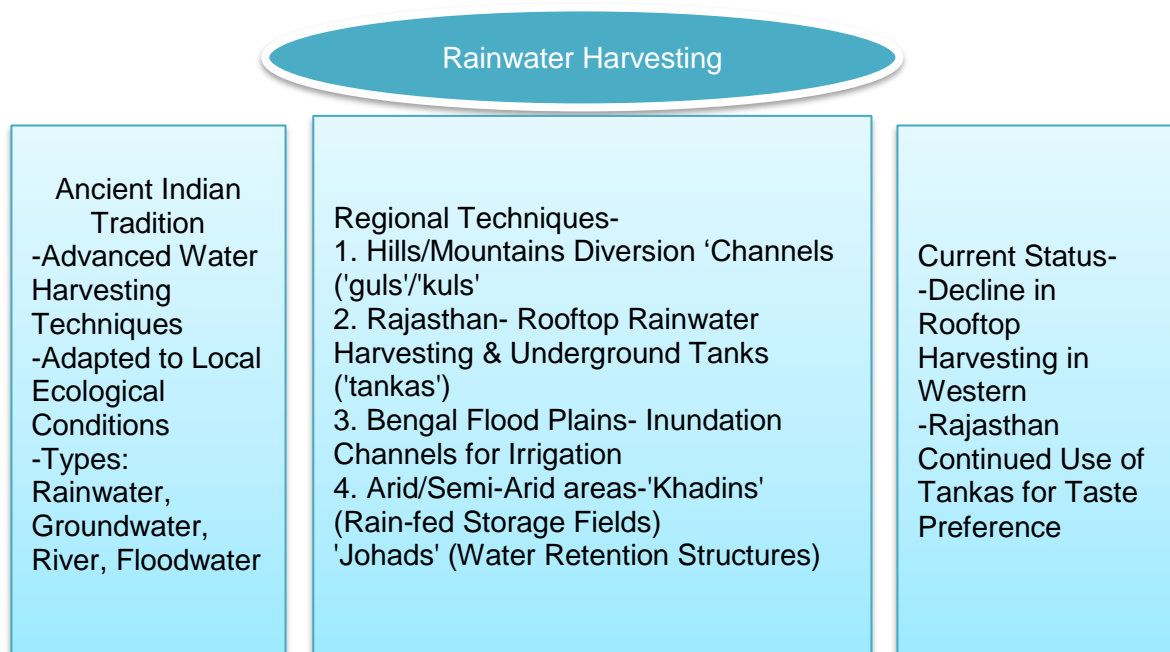 Rainwater Harvesting
Ancient Indian
Tradition
-Advanced Water
Harvesting
Techniques
-Adapted to Local
Ecological
Conditions
-Types:
Rainwater,
Groundwater,
River, Floodwater
Regional Techniques-
1. Hills/Mountains Diversion ‘Channels
('guls'/'kuls'
2. Rajasthan- Rooftop Rainwater
Harvesting & Underground Tanks
('tankas')
3. Bengal Flood Plains- Inundation
Channels for Irrigation
4. Arid/Semi-Arid areas-'Khadins'
(Rain-fed Storage Fields)
'Johads' (Water Retention Structures)
Current Status-
-Decline in
Rooftop
Harvesting in
Western
-Rajasthan
Continued Use of
Tankas for Taste
Preference